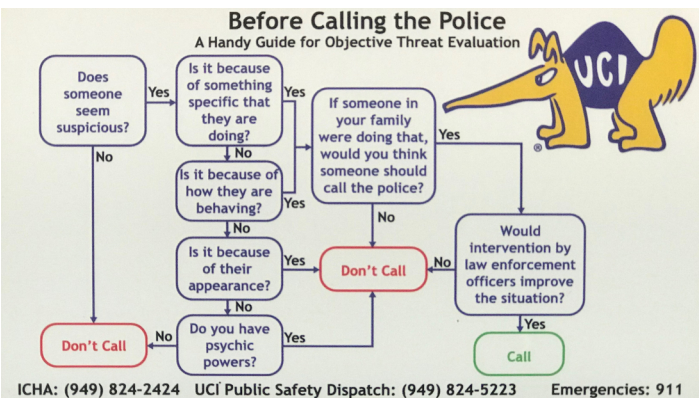 Before Calling the Police
A Handy Guide for Objective Threat Evaluation
UCI
®
Does
someone
seem
suspicious?
Yes
No
Is it because
of something
specific that
they are
doing?
Yes
No
Is it because of
how they are
behaving?
Yes
No
If someone in
your family
were doing that,
would you think
someone should
call the police?
Yes
No
Is it because
of their
appearance?
Yes
No
Don't Call
No
Would
intervention by
law enforcement
officers improve
the situation?
Yes
Don't Call
No
Do you have
psychic
powers?
Yes
Call
ICHA: (949) 824-2424 UCI Public Safety Dispatch: (949) 824-5223 Emergencies: 911